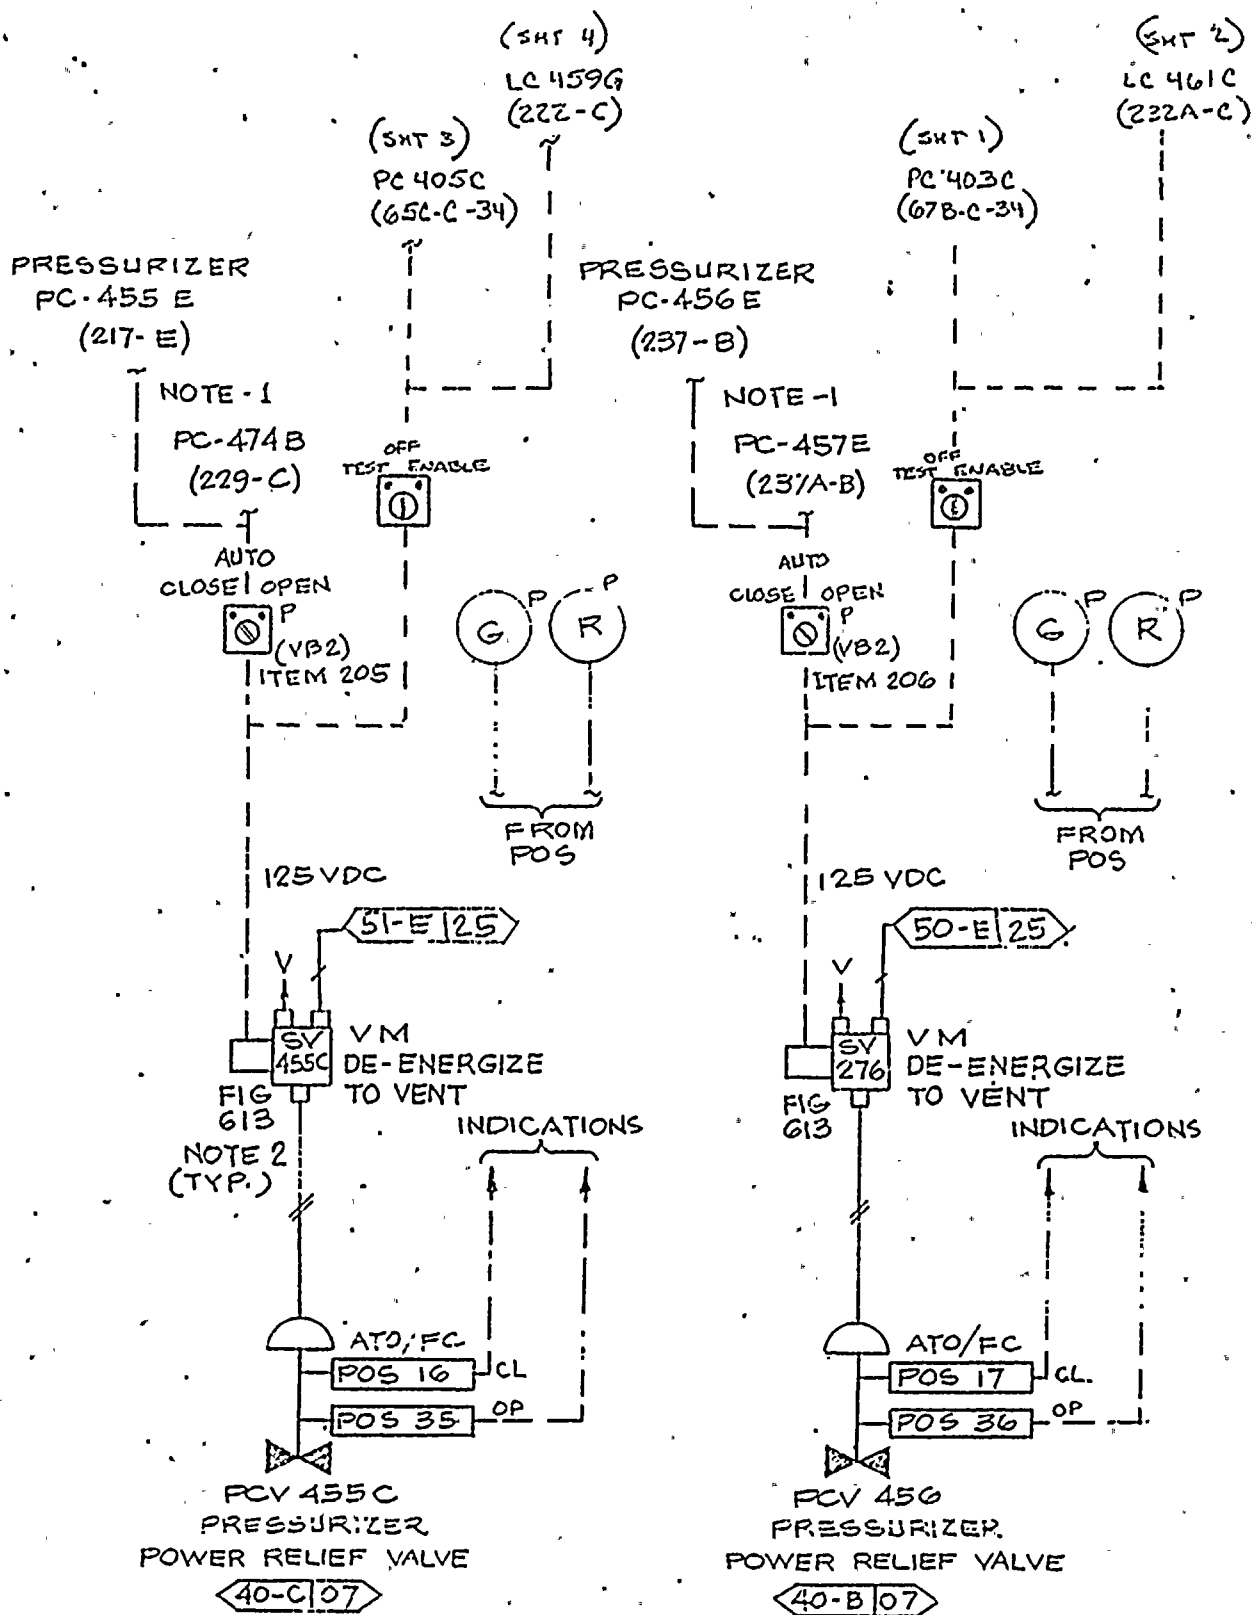 (SHT 4)
LC 459G
(222-C)
(SHT 2)
LC 461C
(232A-C)
(SHT 3)
PC 405C
(65C-C-34)
(SHT 1)
PC 403C
(67B-C-34)
PRESSURIZER
PC-455 E
(217-E)
PRESSURIZER
PC-456 E
(237-B)
NOTE-1
PC-474B
(229-C)
OFF
TEST ENABLE
NOTE-1
PC-457E
(237A-B)
OFF
TEST ENABLE
AUTO
CLOSE OPEN
P
(VB2)
ITEM 205
G P
R P
FROM
POS
AUTO
CLOSE OPEN
P
(VB2)
ITEM 206
G P
R P
FROM
POS
125 VDC
51-E 25
V
SV
455C
VM
DE-ENERGIZE
TO VENT
FIG
613
NOTE 2
(TYP.)
INDICATIONS
125 VDC
50-E 25
V
SV
276
VM
DE-ENERGIZE
TO VENT
FIG
613
INDICATIONS
ATO/FC
POS 16 CL
POS 35 OP
ATO/FC
POS 17 CL.
POS 36 OP
PCV 455C
PRESSURIZER
POWER RELIEF VALVE
40-C 07
PCV 456
PRESSURIZER
POWER RELIEF VALVE
40-B 07